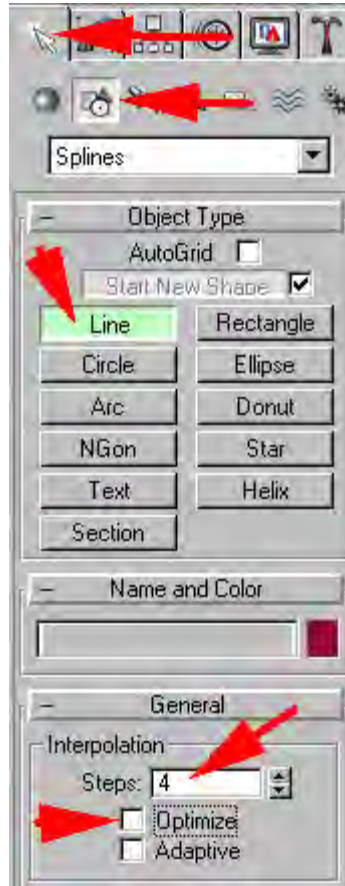 Splines
Object Type
AutoGrid
Start New Shape
Line Rectangle
Circle Ellipse
Arc Donut
NGon Star
Text Helix
Section
Name and Color
General
Interpolation
Steps: 4
Optimize
Adaptive